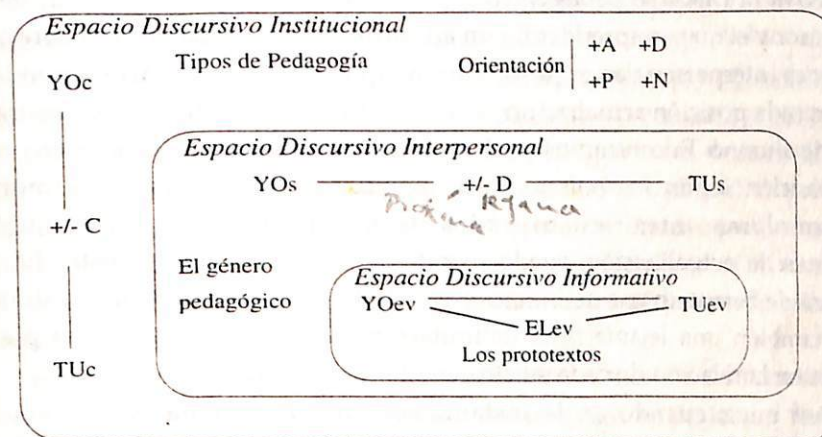 Espacio Discursivo Institucional
YOc
Tipos de Pedagogía
Orientación
+A +D
+P +N
Espacio Discursivo Interpersonal
YOs +/- D TUs
Próxima lejana
+/- C
El género
pedagógico
Espacio Discursivo Informativo
YOev TUev
ELev
Los prototextos
TUc